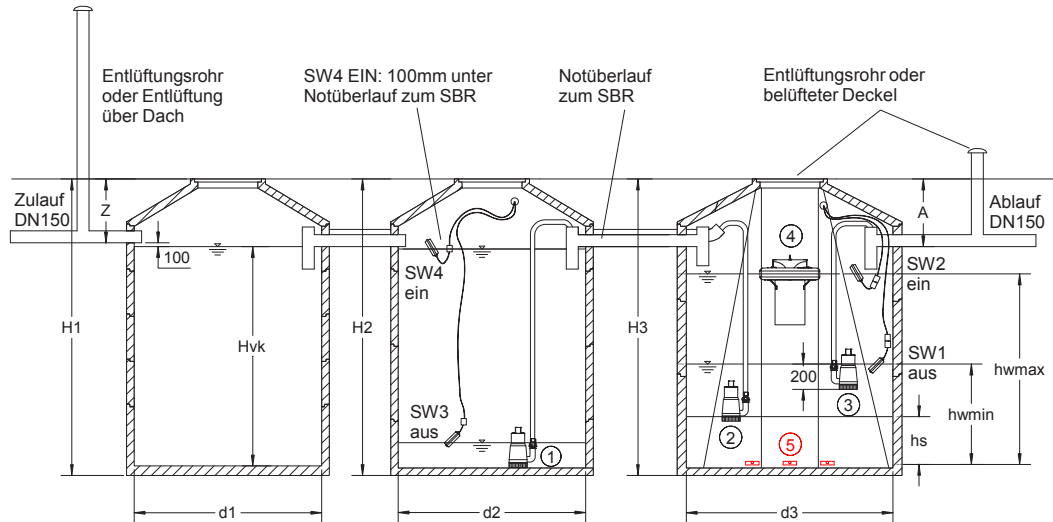 Entlüftungsrohr
oder Entlüftung
über Dach
SW4 EIN: 100mm unter
Notüberlauf zum SBR
Notüberlauf
zum SBR
Entlüftungsrohr oder
belüfteter Deckel
Zulauf
DN150
Z
100
H1
Hvk
d1
H2
SW4
ein
SW3
aus
1
d2
H3
4
A
Ablauf
DN150
SW2
ein
SW1
aus
200
2
3
5
hwmax
hwmin
hs
d3